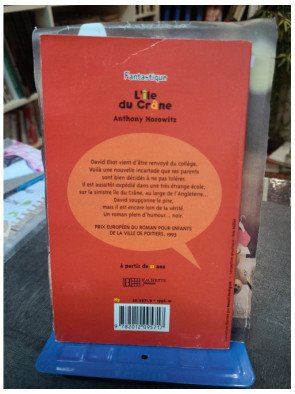 Fantastique
L'île
du Crâne
Anthony Horowitz
David Eliot vient d'être renvoyé du collège.
Voilà une nouvelle incartade que ses parents
sont bien décidés à ne pas tolérer.
Il est aussitôt expédié dans une très étrange école,
sur la sinistre île du Crâne, au large de l'Angleterre...
David soupçonne le pire,
mais il est encore loin de la vérité.
Un roman plein d'humour... noir.
PRIX EUROPÉEN DU ROMAN POUR ENFANTS
DE LA VILLE DE POITIERS, 1993
à partir de ans
HACHETTE
9 782012 095717